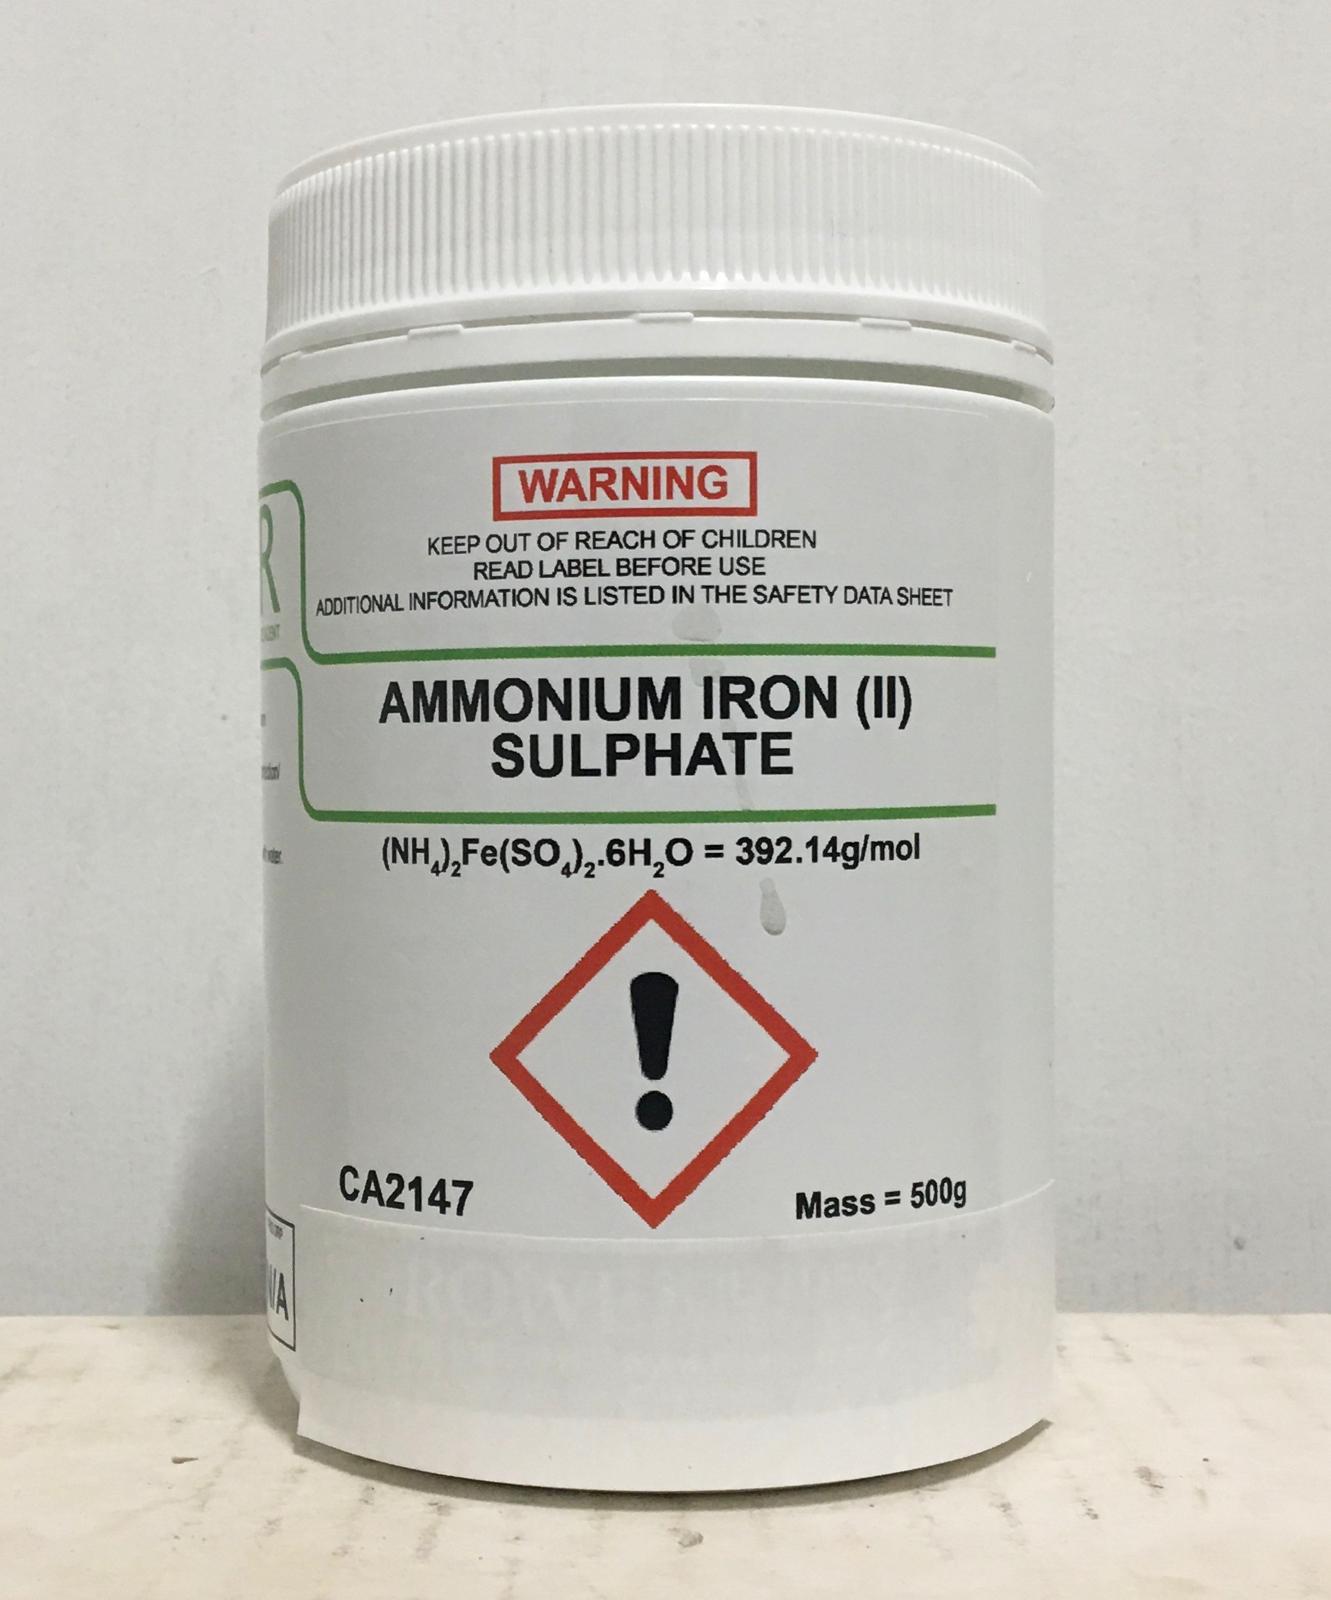 WARNING
KEEP OUT OF REACH OF CHILDREN
READ LABEL BEFORE USE
ADDITIONAL INFORMATION IS LISTED IN THE SAFETY DATA SHEET
R
AMMONIUM IRON (II)
SULPHATE
(NH₄)₂Fe(SO₄)₂.6H₂O = 392.14g/mol
!
CA2147
Mass = 500g
N/A